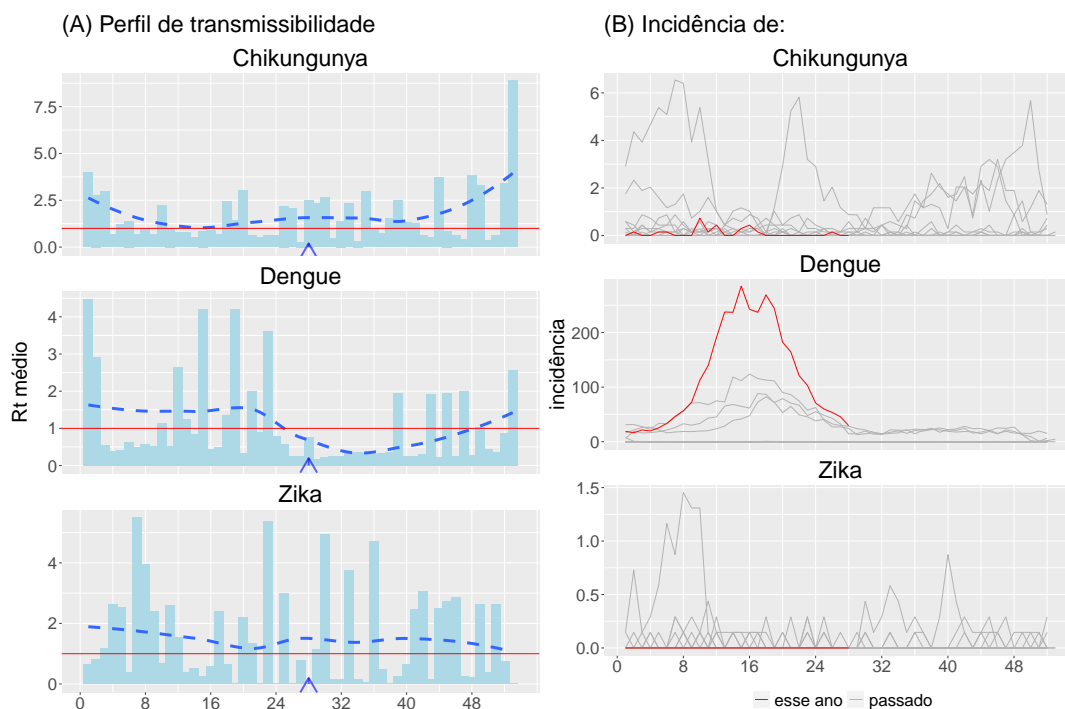 (A) Perfil de transmissibilidade
Chikungunya
7.5
5.0
2.5
0.0
Dengue
4
3
2
1
0
Zika
4
2
0
0 8 16 24 32 40 48
Rt médio
(B) Incidência de:
Chikungunya
6
4
2
0
Dengue
200
100
0
Zika
1.5
1.0
0.5
0.0
0 8 16 24 32 40 48
incidência
esse ano passado